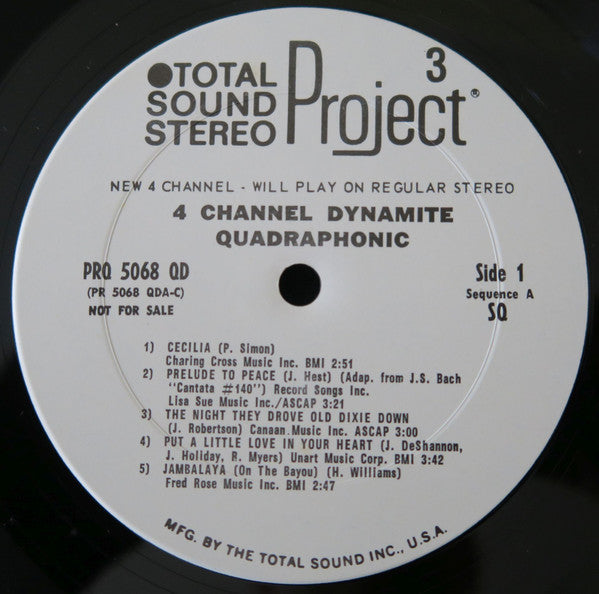 TOTAL
SOUND
STEREO
Project 3®
NEW 4 CHANNEL - WILL PLAY ON REGULAR STEREO
4 CHANNEL DYNAMITE
QUADRAPHONIC
PRQ 5068 QD
(PR 5068 QDA-C)
NOT FOR SALE
Side 1
Sequence A
SQ
1) CECILIA (P. Simon)
Charing Cross Music Inc. BMI 2:51
2) PRELUDE TO PEACE (J. Hest) (Adap. from J.S. Bach
"Cantata #140") Record Songs Inc.
Lisa Sue Music Inc./ASCAP 3:21
3) THE NIGHT THEY DROVE OLD DIXIE DOWN
(J. Robertson) Canaan Music Inc. ASCAP 3:00
4) PUT A LITTLE LOVE IN YOUR HEART (J. DeShannon,
J. Holiday, R. Myers) Unart Music Corp. BMI 3:42
5) JAMBALAYA (On The Bayou) (H. Williams)
Fred Rose Music Inc. BMI 2:47
MFG. BY THE TOTAL SOUND INC., U.S.A.